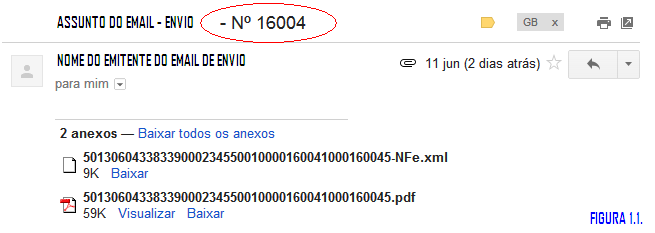 ASSUNTO DO EMAIL - ENVIO - Nº 16004
GB x
NOME DO EMITENTE DO EMAIL DE ENVIO
11 jun (2 dias atrás)
para mim
2 anexos — Baixar todos os anexos
50130604338339000234550010000160041000160045-NFe.xml
9K Baixar
50130604338339000234550010000160041000160045.pdf
59K Visualizar Baixar
FIGURA 1.1.